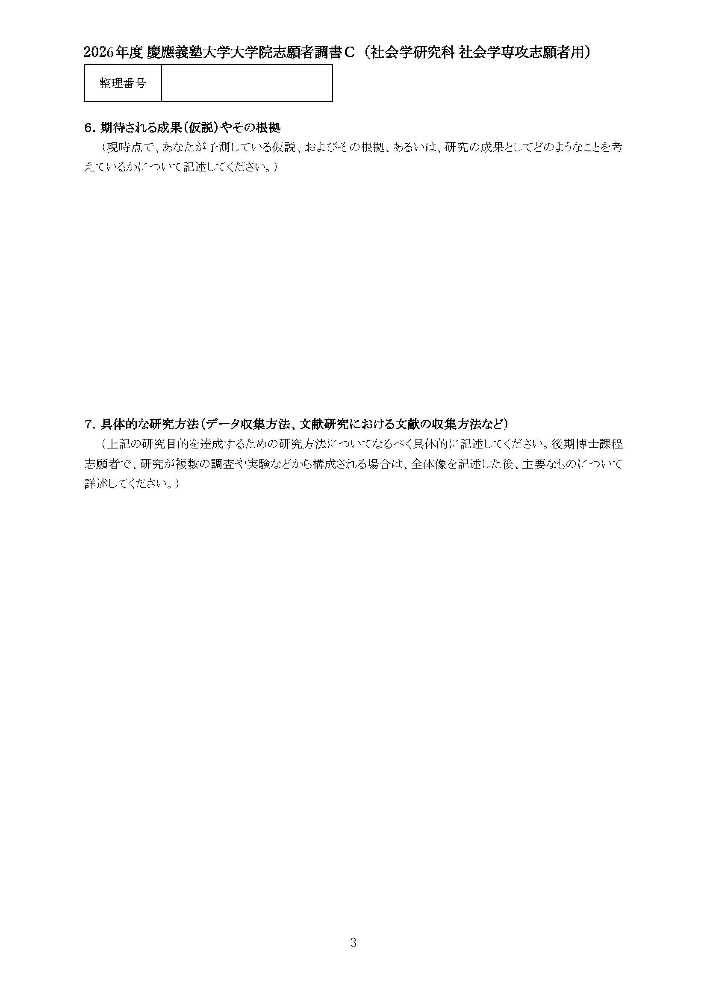 2026年度 慶應義塾大学大学院志願者調書C（社会学研究科 社会学専攻志願者用）
整理番号
6. 期待される成果（仮説）やその根拠
（現時点で、あなたが予測している仮説、およびその根拠、あるいは、研究の成果としてどのようなことを考
えているかについて記述してください。）
7. 具体的な研究方法（データ収集方法、文献研究における文献の収集方法など）
（上記の研究目的を達成するための研究方法についてなるべく具体的に記述してください。後期博士課程
志願者で、研究が複数の調査や実験などから構成される場合は、全体像を記述した後、主要なものについて
詳述してください。）
3